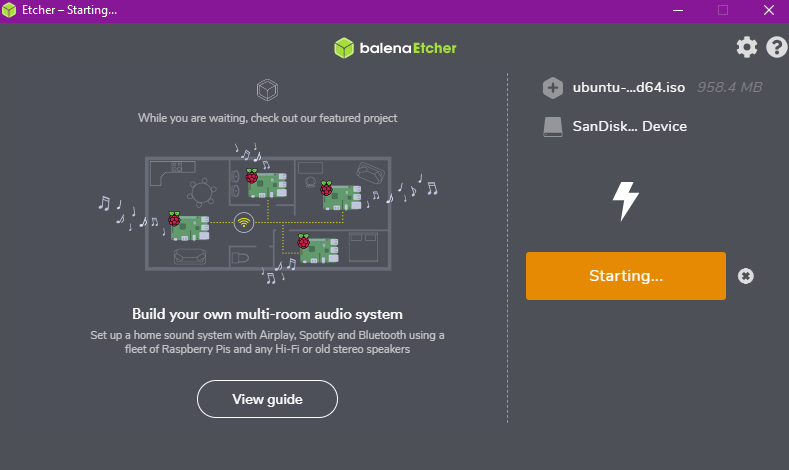 Etcher – Starting...
balenaEtcher
While you are waiting, check out our featured project
Build your own multi-room audio system
Set up a home sound system with Airplay, Spotify and Bluetooth using a
fleet of Raspberry Pis and any Hi-Fi or old stereo speakers
View guide
ubuntu-...d64.iso 958.4 MB
SanDisk... Device
Starting...